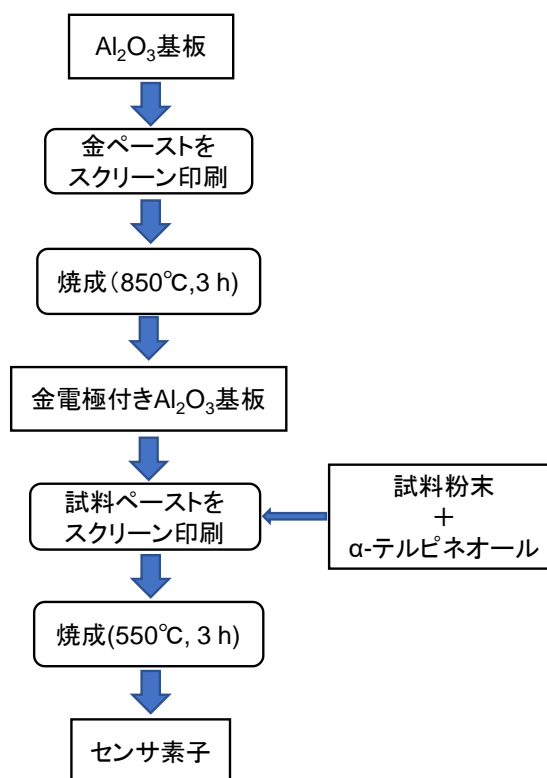 Al₂O₃基板
金ペーストを
スクリーン印刷
焼成(850℃,3 h)
金電極付きAl₂O₃基板
試料ペーストを
スクリーン印刷
試料粉末
+
α-テルピネオール
焼成(550℃, 3 h)
センサ素子